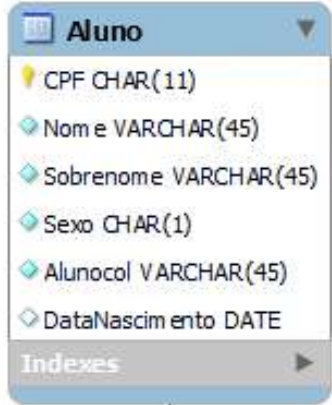 Aluno
CPF CHAR(11)
Nome VARCHAR(45)
Sobrenome VARCHAR(45)
Sexo CHAR(1)
Alunocol VARCHAR(45)
DataNascimento DATE
Indexes